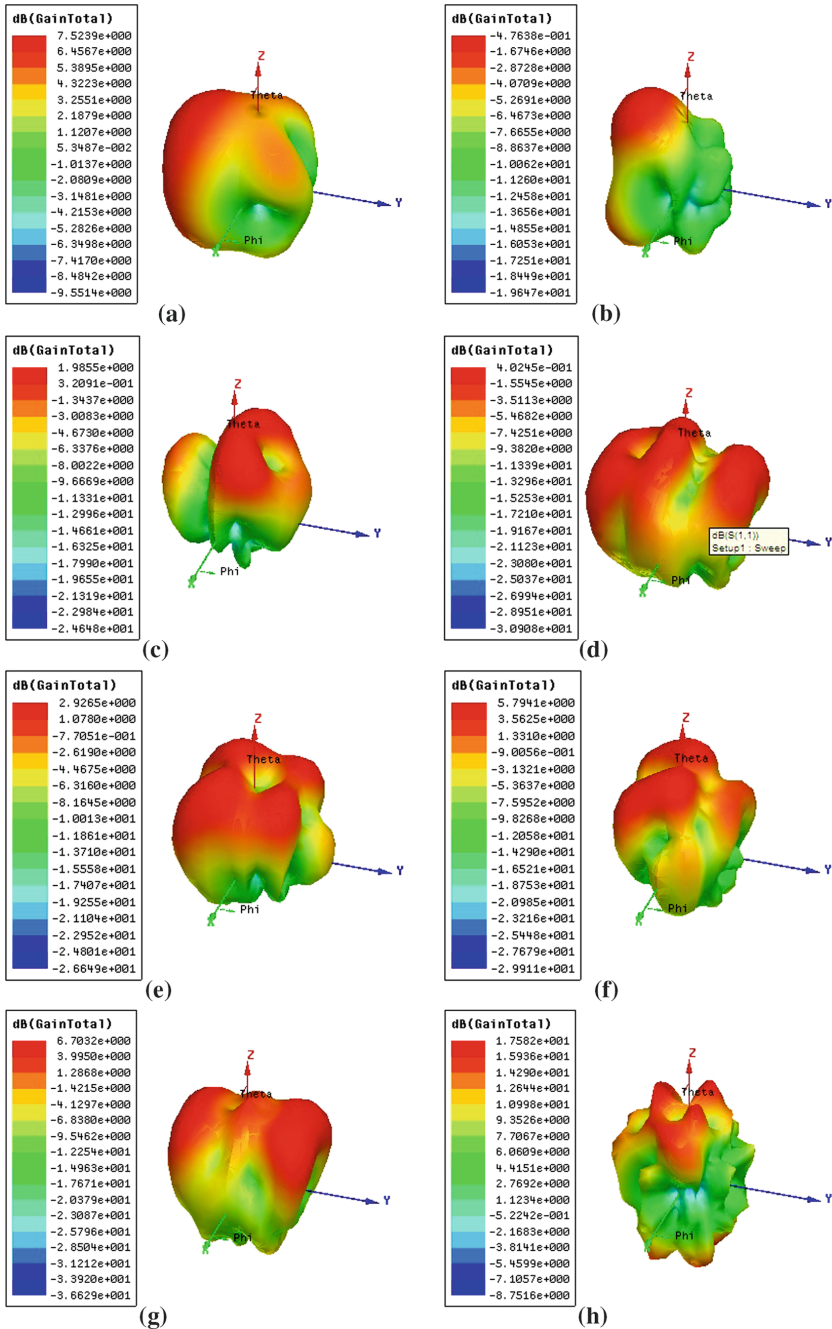 dB(GainTotal)
7.5239e+000
6.4567e+000
5.3895e+000
4.3223e+000
3.2551e+000
2.1879e+000
1.1207e+000
5.3487e-002
-1.0137e+000
-2.0809e+000
-3.1481e+000
-4.2153e+000
-5.2826e+000
-6.3498e+000
-7.4170e+000
-8.4842e+000
-9.5514e+000
Z
Theta
Y
Phi
X
(a)
dB(GainTotal)
-4.7638e-001
-1.6746e+000
-2.8728e+000
-4.0709e+000
-5.2691e+000
-6.4673e+000
-7.6655e+000
-8.8637e+000
-1.0062e+001
-1.1260e+001
-1.2458e+001
-1.3656e+001
-1.4855e+001
-1.6053e+001
-1.7251e+001
-1.8449e+001
-1.9647e+001
Z
Theta
Y
Phi
X
(b)
dB(GainTotal)
1.9855e+000
3.2091e-001
-1.3437e+000
-3.0083e+000
-4.6730e+000
-6.3376e+000
-8.0022e+000
-9.6669e+000
-1.1331e+001
-1.2996e+001
-1.4661e+001
-1.6325e+001
-1.7990e+001
-1.9655e+001
-2.1319e+001
-2.2984e+001
-2.4648e+001
Z
Theta
Y
Phi
X
(c)
dB(GainTotal)
4.0245e-001
-1.5545e+000
-3.5113e+000
-5.4682e+000
-7.4251e+000
-9.3820e+000
-1.1339e+001
-1.3296e+001
-1.5253e+001
-1.7210e+001
-1.9167e+001
-2.1123e+001
-2.3080e+001
-2.5037e+001
-2.6994e+001
-2.8951e+001
-3.0908e+001
Z
Theta
dB(S(1,1))
Setup1 : Sweep
Y
Phi
X
(d)
dB(GainTotal)
2.9265e+000
1.0780e+000
-7.7051e-001
-2.6190e+000
-4.4675e+000
-6.3160e+000
-8.1645e+000
-1.0013e+001
-1.1861e+001
-1.3710e+001
-1.5558e+001
-1.7407e+001
-1.9255e+001
-2.1104e+001
-2.2952e+001
-2.4801e+001
-2.6649e+001
Z
Theta
Y
Phi
X
(e)
dB(GainTotal)
5.7941e+000
3.5625e+000
1.3310e+000
-9.0056e-001
-3.1321e+000
-5.3637e+000
-7.5952e+000
-9.8268e+000
-1.2058e+001
-1.4290e+001
-1.6521e+001
-1.8753e+001
-2.0985e+001
-2.3216e+001
-2.5448e+001
-2.7679e+001
-2.9911e+001
Z
Theta
Y
Phi
X
(f)
dB(GainTotal)
6.7032e+000
3.9950e+000
1.2868e+000
-1.4215e+000
-4.1297e+000
-6.8380e+000
-9.5462e+000
-1.2254e+001
-1.4963e+001
-1.7671e+001
-2.0379e+001
-2.3087e+001
-2.5796e+001
-2.8504e+001
-3.1212e+001
-3.3920e+001
-3.6629e+001
Z
Theta
Y
Phi
X
(g)
dB(GainTotal)
1.7582e+001
1.5936e+001
1.4290e+001
1.2644e+001
1.0998e+001
9.3526e+000
7.7067e+000
6.0609e+000
4.4151e+000
2.7692e+000
1.1234e+000
-5.2242e-001
-2.1683e+000
-3.8141e+000
-5.4599e+000
-7.1057e+000
-8.7516e+000
Z
Theta
Y
Phi
X
(h)